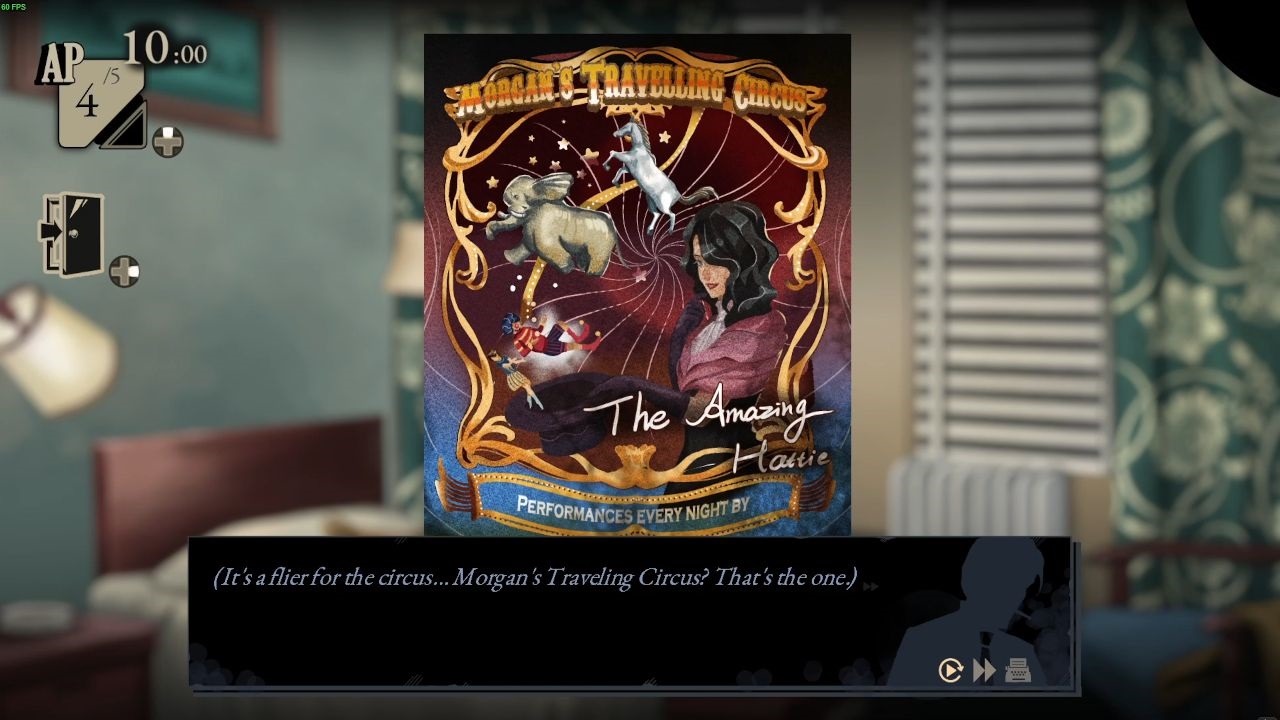 60 FPS
AP
10:00
4/5
MORGAN'S TRAVELLING CIRCUS
The Amazing
Hattie
PERFORMANCES EVERY NIGHT BY
(It's a flier for the circus... Morgan's Traveling Circus? That's the one.)